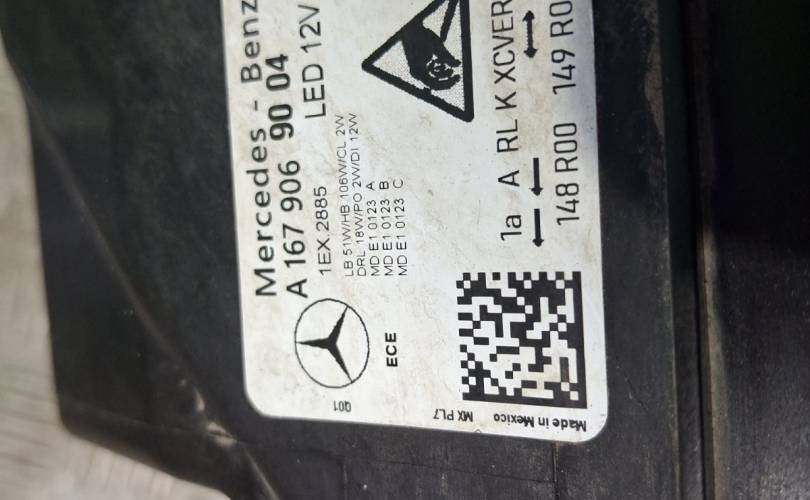 Mercedes - Benz
A 167 906 90 04
1EX.2885 LED 12V
LB 51W/HB 106W/CL 2W
DRL 18W/PO 2W/DI 12W
MD E1 0123 A
MD E1 0123 B
MD E1 0123 C
ECE
1a A RL K XCVER
148 R00 149 R0
Q01
MX PL7
Made in Mexico